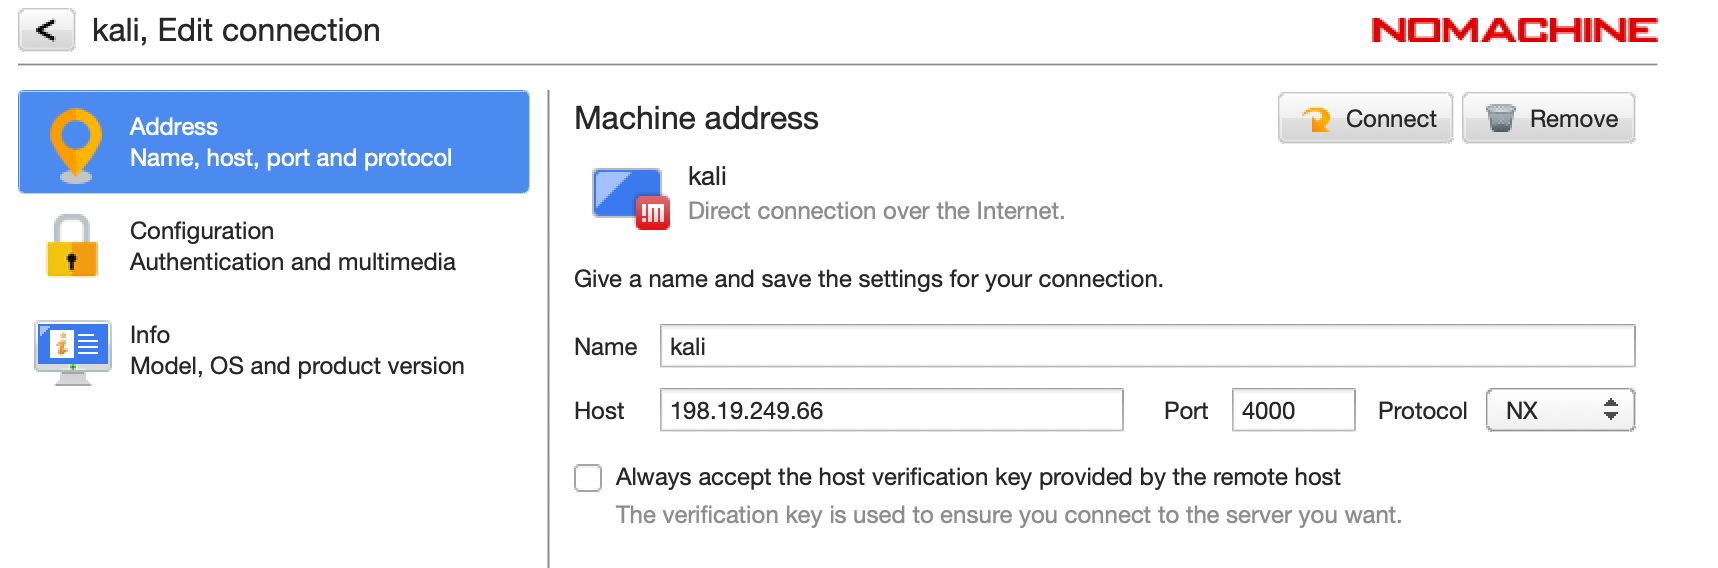 < kali, Edit connection
NOMACHINE
Address
Name, host, port and protocol
Configuration
Authentication and multimedia
Info
Model, OS and product version
Machine address
Connect
Remove
!M
kali
Direct connection over the Internet.
Give a name and save the settings for your connection.
Name kali
Host 198.19.249.66 Port 4000 Protocol NX
Always accept the host verification key provided by the remote host
The verification key is used to ensure you connect to the server you want.